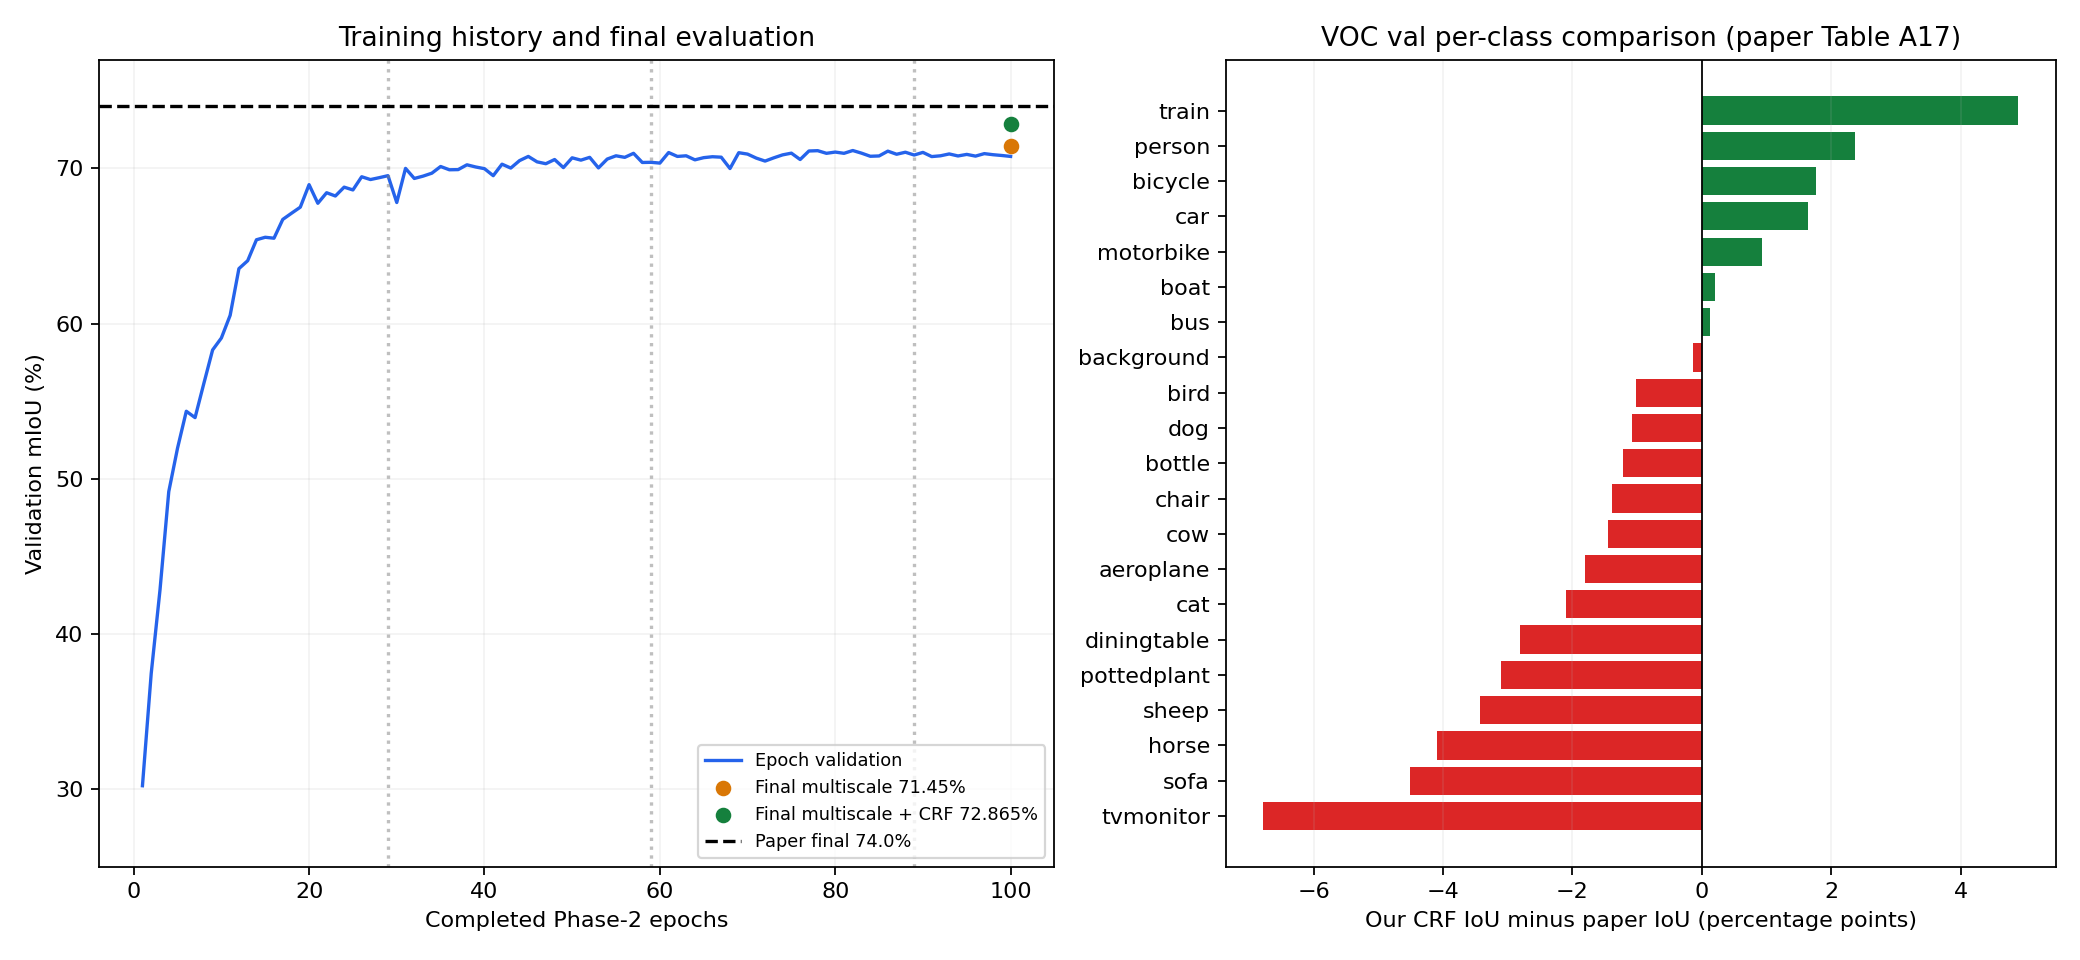 Training history and final evaluation
Validation mIoU (%)
70
60
50
40
30
0
20
40
60
80
100
Completed Phase-2 epochs
Epoch validation
Final multiscale 71.45%
Final multiscale + CRF 72.865%
Paper final 74.0%
VOC val per-class comparison (paper Table A17)
train
person
bicycle
car
motorbike
boat
bus
background
bird
dog
bottle
chair
cow
aeroplane
cat
diningtable
pottedplant
sheep
horse
sofa
tvmonitor
−6
−4
−2
0
2
4
Our CRF IoU minus paper IoU (percentage points)